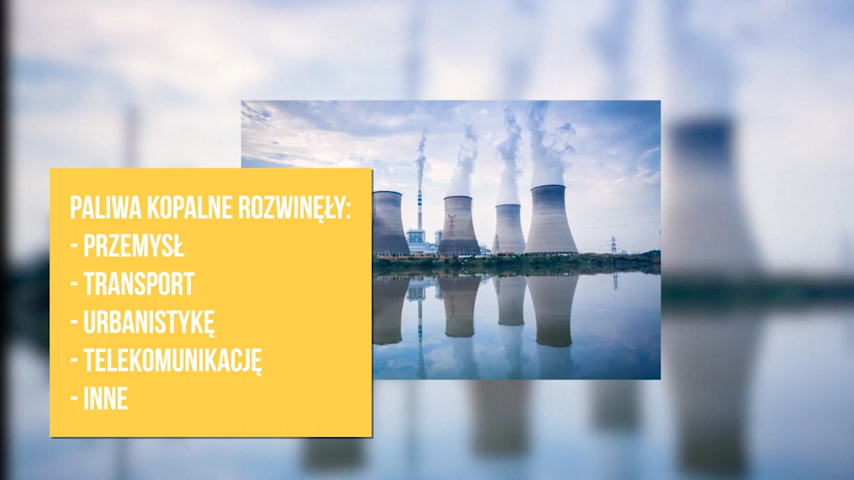 PALIWA KOPALNE ROZWINĘŁY:
- PRZEMYSŁ
- TRANSPORT
- URBANISTYKĘ
- TELEKOMUNIKACJĘ
- INNE